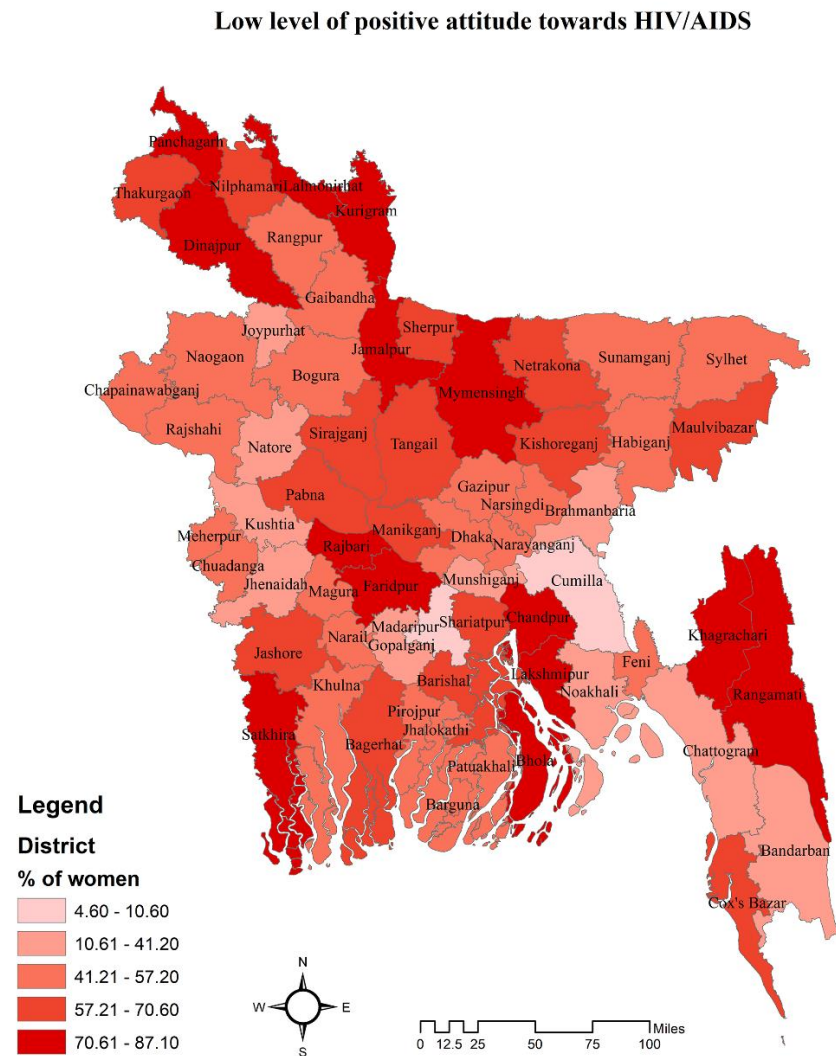 Low level of positive attitude towards HIV/AIDS
Panchagarh
Thakurgaon
Nilphamari
Lalmonirhat
Kurigram
Dinajpur
Rangpur
Gaibandha
Joypurhat
Sherpur
Jamalpur
Naogaon
Bogura
Mymensingh
Netrakona
Sunamganj
Sylhet
Chapainawabganj
Rajshahi
Natore
Sirajganj
Tangail
Kishoreganj
Habiganj
Maulvibazar
Pabna
Gazipur
Narsingdi
Brahmanbaria
Kushtia
Meherpur
Manikganj
Dhaka
Narayanganj
Rajbari
Chuadanga
Jhenaidah
Magura
Faridpur
Munshiganj
Cumilla
Madaripur
Shariatpur
Chandpur
Gopalganj
Narail
Jashore
Khagrachari
Feni
Khulna
Barishal
Lakshmipur
Noakhali
Rangamati
Satkhira
Pirojpur
Jhalokathi
Bagerhat
Chattogram
Patuakhali
Bhola
Barguna
Bandarban
Cox's Bazar
Legend
District
% of women
4.60 - 10.60
10.61 - 41.20
41.21 - 57.20
57.21 - 70.60
70.61 - 87.10
N
W E
S
Miles
0 12.5 25 50 75 100